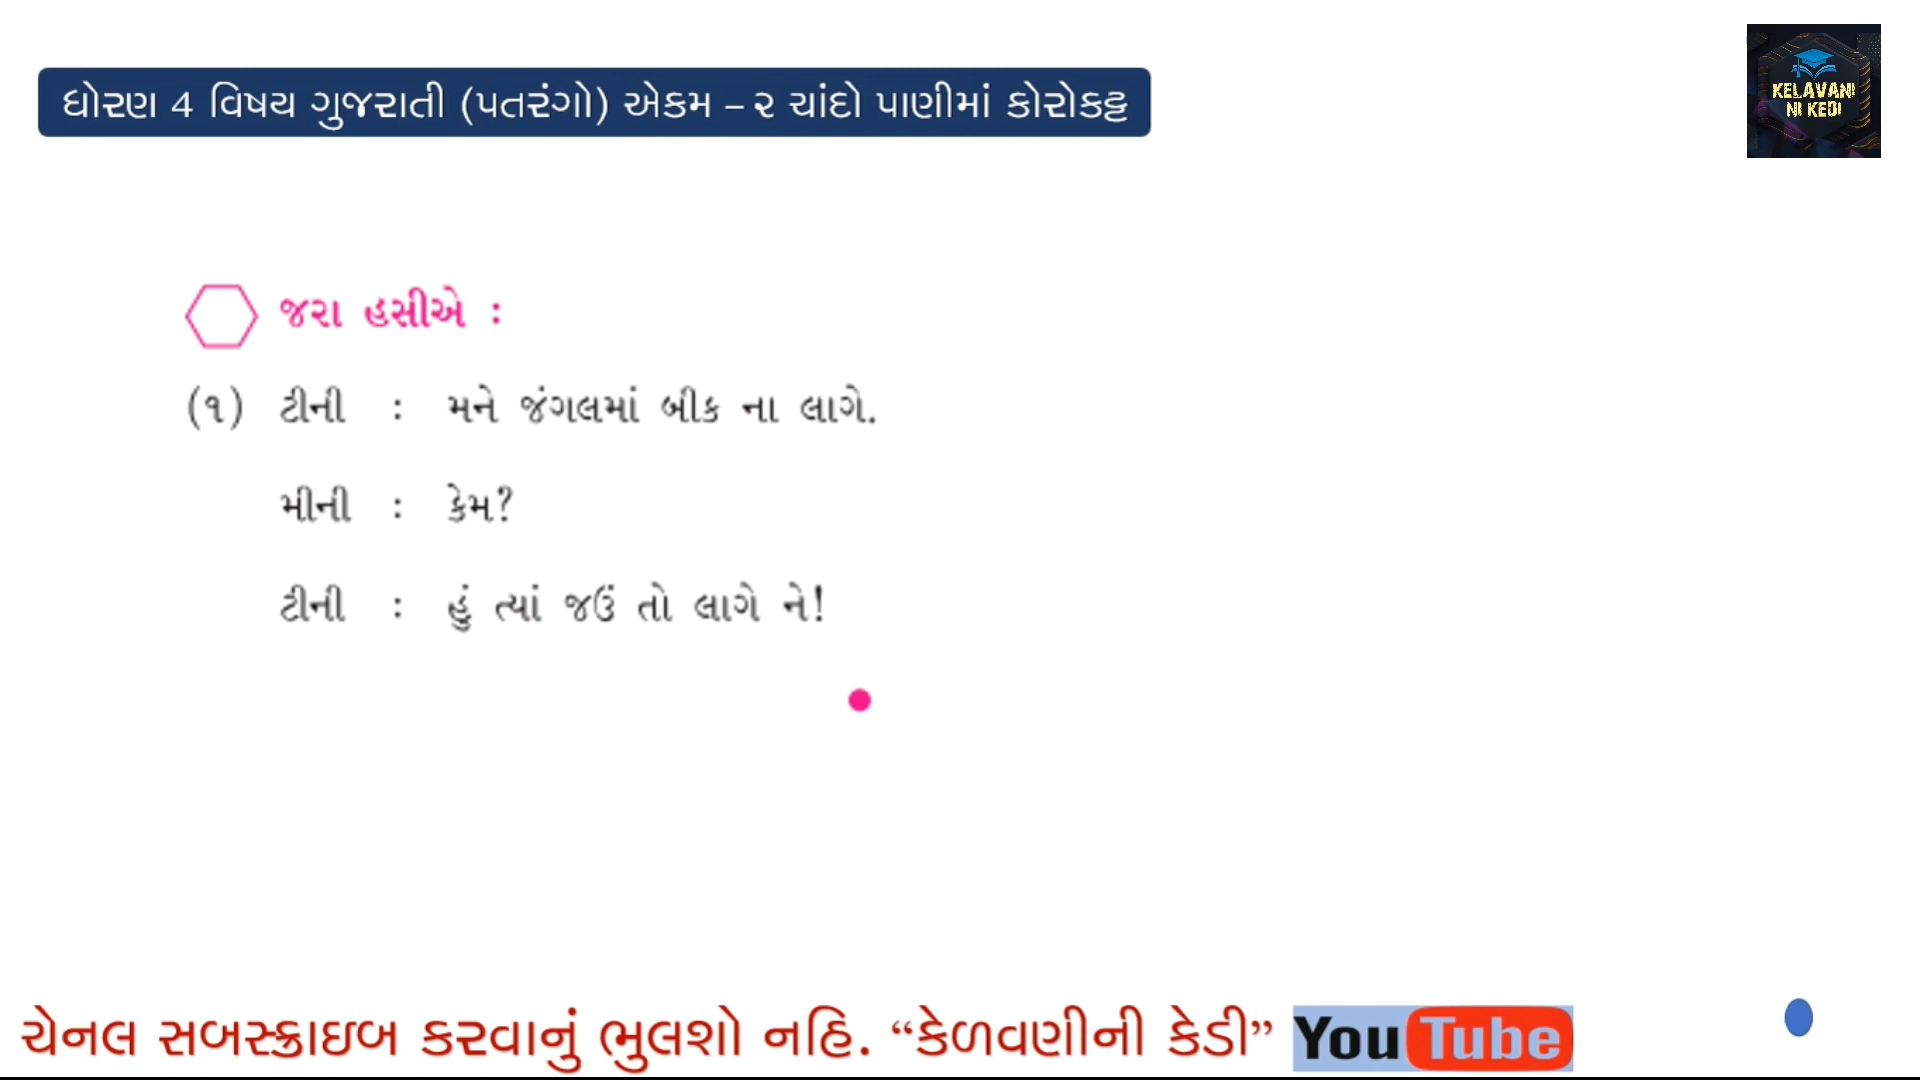 ધોરણ 4 વિષય ગુજરાતી (પતરંગો) એકમ – ૨ ચાંદો પાણીમાં કોરોકટ્ટ
KELAVANI
NI KEDI
જરા હસીએ :
(૧) ટીની : મને જંગલમાં બીક ના લાગે.
મીની : કેમ?
ટીની : હું ત્યાં જઉં તો લાગે ને!
ચેનલ સબસ્ક્રાઇબ કરવાનું ભુલશો નહિ. “કેળવણીની કેડી” YouTube